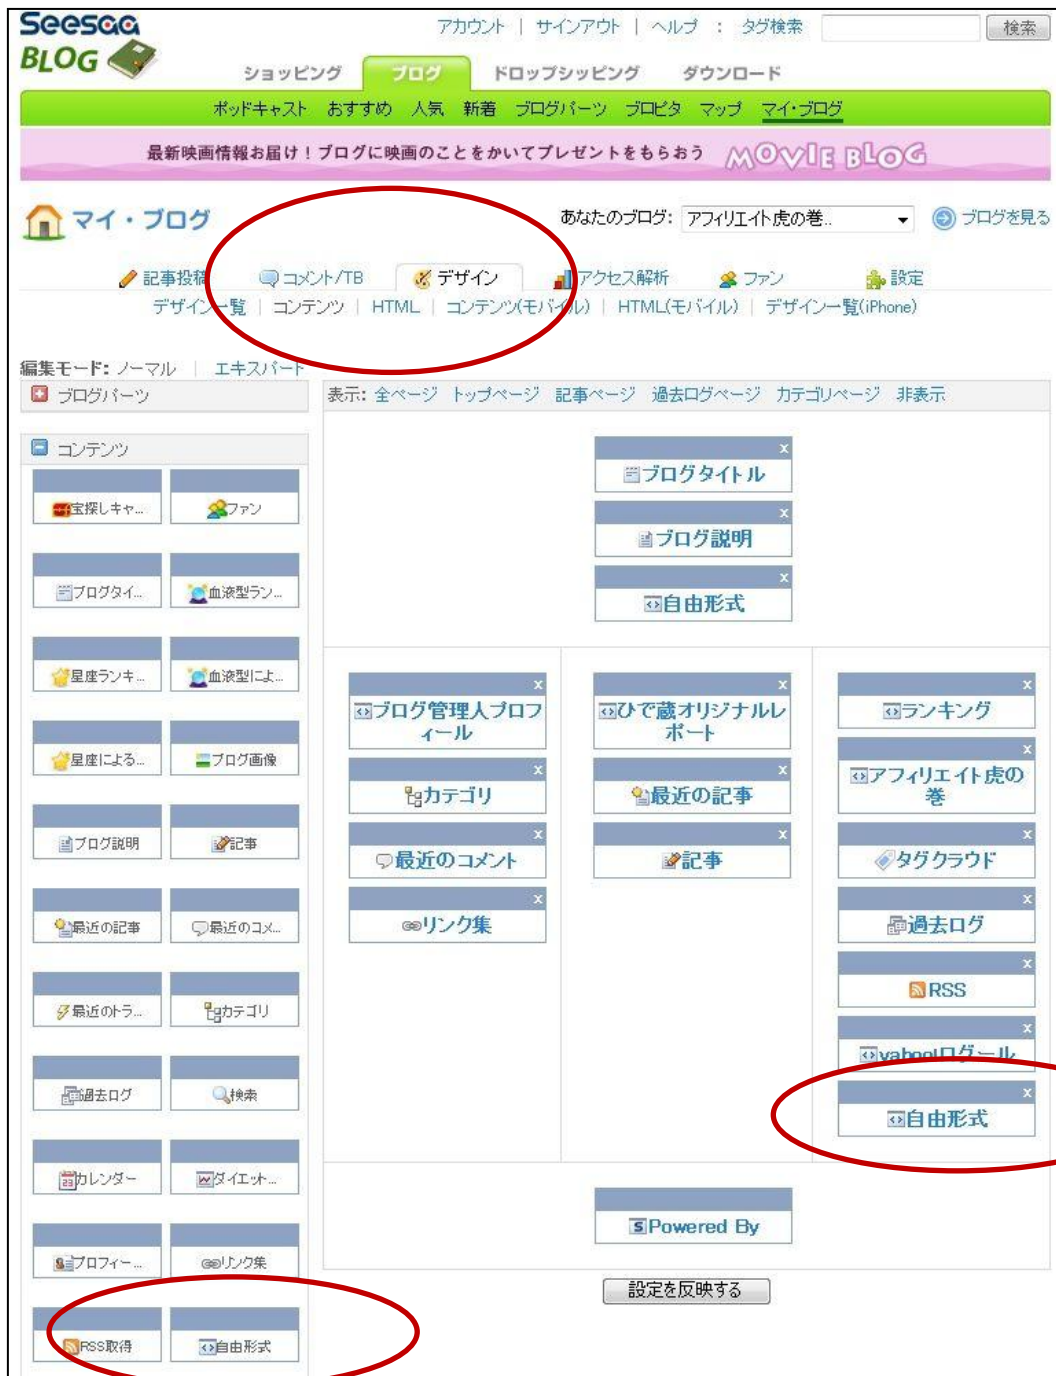 Seesaa
BLOG
アカウント | サインアウト | ヘルプ : タグ検索 検索
ショッピング ブログ ドロップシッピング ダウンロード
ポッドキャスト おすすめ 人気 新着 ブログパーツ プロピタ マップ マイ・ブログ
最新映画情報お届け!ブログに映画のことをかいてプレゼントをもらおう MOVIE BLOG
マイ・ブログ あなたのブログ: アフィリエイト虎の巻.. ブログを見る
記事投稿 コメント/TB デザイン アクセス解析 ファン 設定
デザイン一覧 | コンテンツ | HTML | コンテンツ(モバイル) | HTML(モバイル) | デザイン一覧(iPhone)
編集モード: ノーマル | エキスパート
ブログパーツ
コンテンツ
宝探しキャ... ファン
ブログタイ... 血液型ラン...
星座ランキ... 血液型によ...
星座による... ブログ画像
ブログ説明 記事
最近の記事 最近のコメ...
最近のトラ... カテゴリ
過去ログ 検索
カレンダー ダイエット...
プロフィー... リンク集
RSS取得 自由形式
表示: 全ページ トップページ 記事ページ 過去ログページ カテゴリページ 非表示
x
ブログタイトル
x
ブログ説明
x
自由形式
x
ブログ管理人プロフ
ィール
x
カテゴリ
x
最近のコメント
x
リンク集
x
ひで蔵オリジナルレ
ポート
x
最近の記事
x
記事
x
ランキング
x
アフィリエイト虎の
巻
x
タグクラウド
x
過去ログ
x
RSS
x
yahoo!ログール
x
自由形式
Powered By
設定を反映する